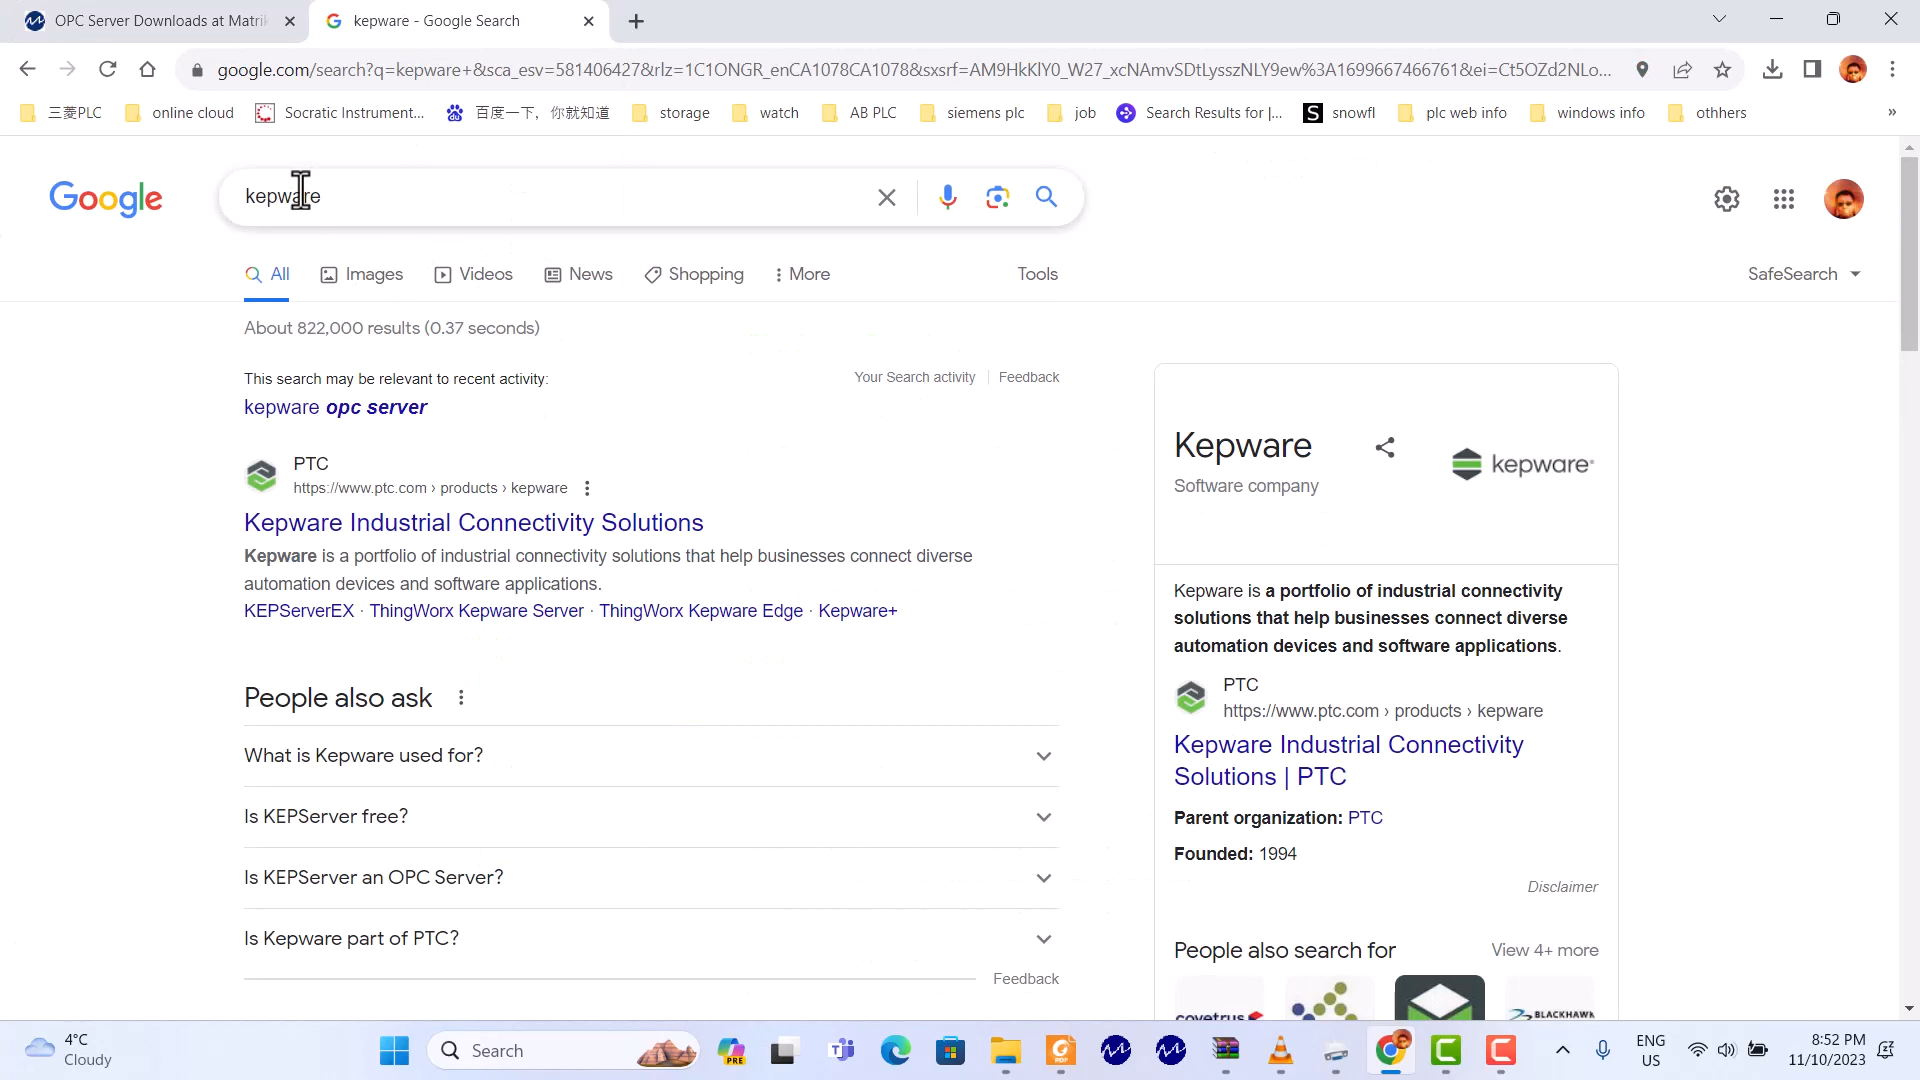 OPC Server Downloads at Matrik
kepware - Google Search
google.com/search?q=kepware+&sca_esv=581406427&rlz=1C1ONGR_enCA1078CA1078&sxsrf=AM9HkKlY0_W27_xcNAmvSDtLysszNLY9ew%3A1699667466761&ei=Ct5OZd2NLo...
三菱PLC
online cloud
Socratic Instrument...
百度一下，你就知道
storage
watch
AB PLC
siemens plc
job
Search Results for |...
snowfl
plc web info
windows info
othhers
»
Google
kepware
All
Images
Videos
News
Shopping
More
Tools
SafeSearch
About 822,000 results (0.37 seconds)
This search may be relevant to recent activity:
Your Search activity
Feedback
kepware opc server
PTC
https://www.ptc.com › products › kepware
Kepware Industrial Connectivity Solutions
Kepware is a portfolio of industrial connectivity solutions that help businesses connect diverse
automation devices and software applications.
KEPServerEX · ThingWorx Kepware Server · ThingWorx Kepware Edge · Kepware+
People also ask
What is Kepware used for?
Is KEPServer free?
Is KEPServer an OPC Server?
Is Kepware part of PTC?
Feedback
Kepware
Software company
kepware
Kepware is a portfolio of industrial connectivity
solutions that help businesses connect diverse
automation devices and software applications.
PTC
https://www.ptc.com › products › kepware
Kepware Industrial Connectivity
Solutions | PTC
Parent organization: PTC
Founded: 1994
Disclaimer
People also search for
View 4+ more
covetrus
BLACKHAWK
4°C
Cloudy
Search
PRE
ENG
US
8:52 PM
11/10/2023